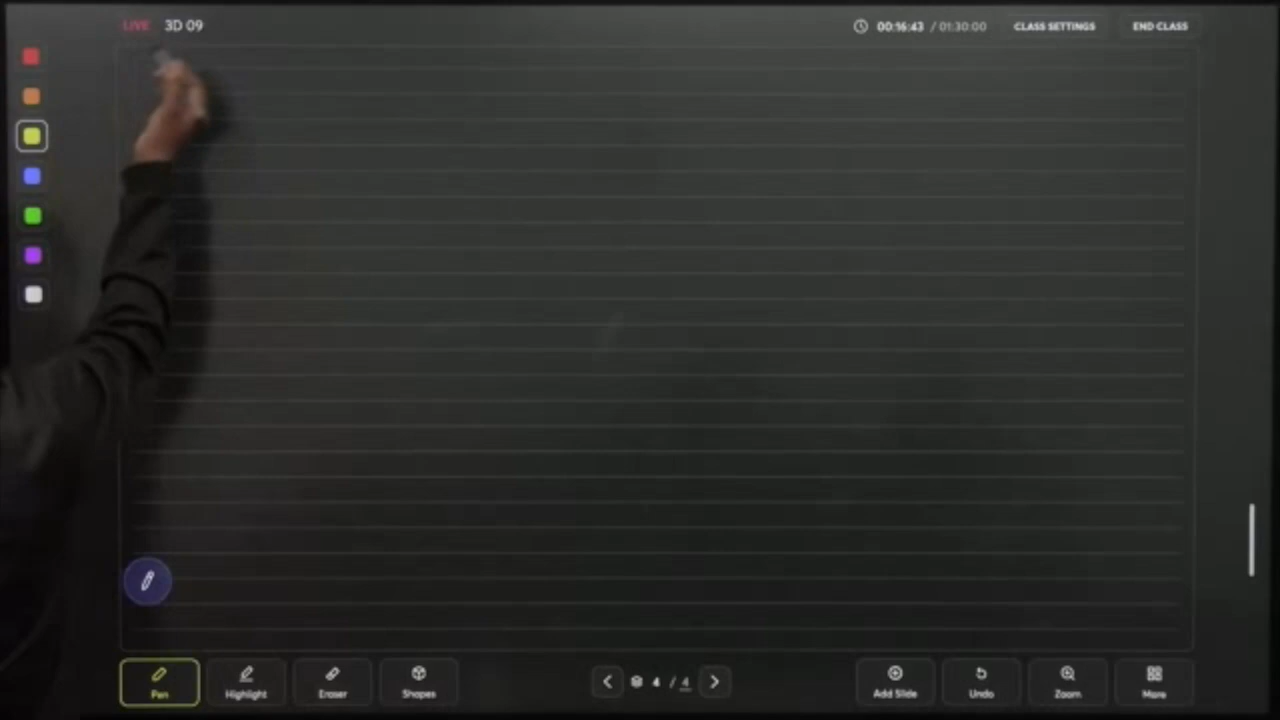 LIVE 3D 09 00:16:43 / 01:30:00 CLASS SETTINGS END CLASS
Pen Highlight Eraser Shapes 4 / 4 Add Slide Undo Zoom More